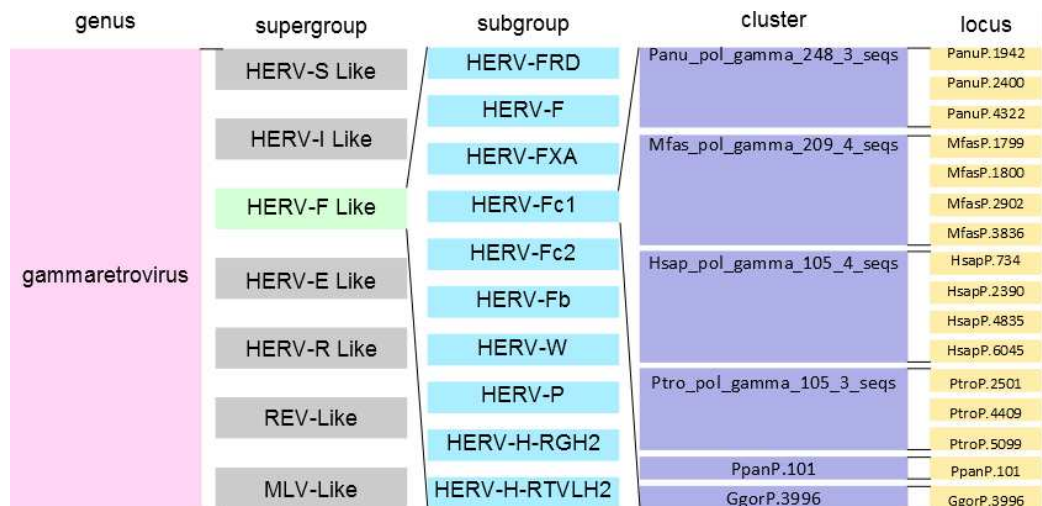 genus
supergroup
subgroup
cluster
locus
gammaretrovirus
HERV-S Like
HERV-I Like
HERV-F Like
HERV-E Like
HERV-R Like
REV-Like
MLV-Like
HERV-FRD
HERV-F
HERV-FXA
HERV-Fc1
HERV-Fc2
HERV-Fb
HERV-W
HERV-P
HERV-H-RGH2
HERV-H-RTVLH2
Panu_pol_gamma_248_3_seqs
Mfas_pol_gamma_209_4_seqs
Hsap_pol_gamma_105_4_seqs
Ptro_pol_gamma_105_3_seqs
PpanP.101
GgorP.3996
PanuP.1942
PanuP.2400
PanuP.4322
MfasP.1799
MfasP.1800
MfasP.2902
MfasP.3836
HsapP.734
HsapP.2390
HsapP.4835
HsapP.6045
PtroP.2501
PtroP.4409
PtroP.5099
PpanP.101
GgorP.3996